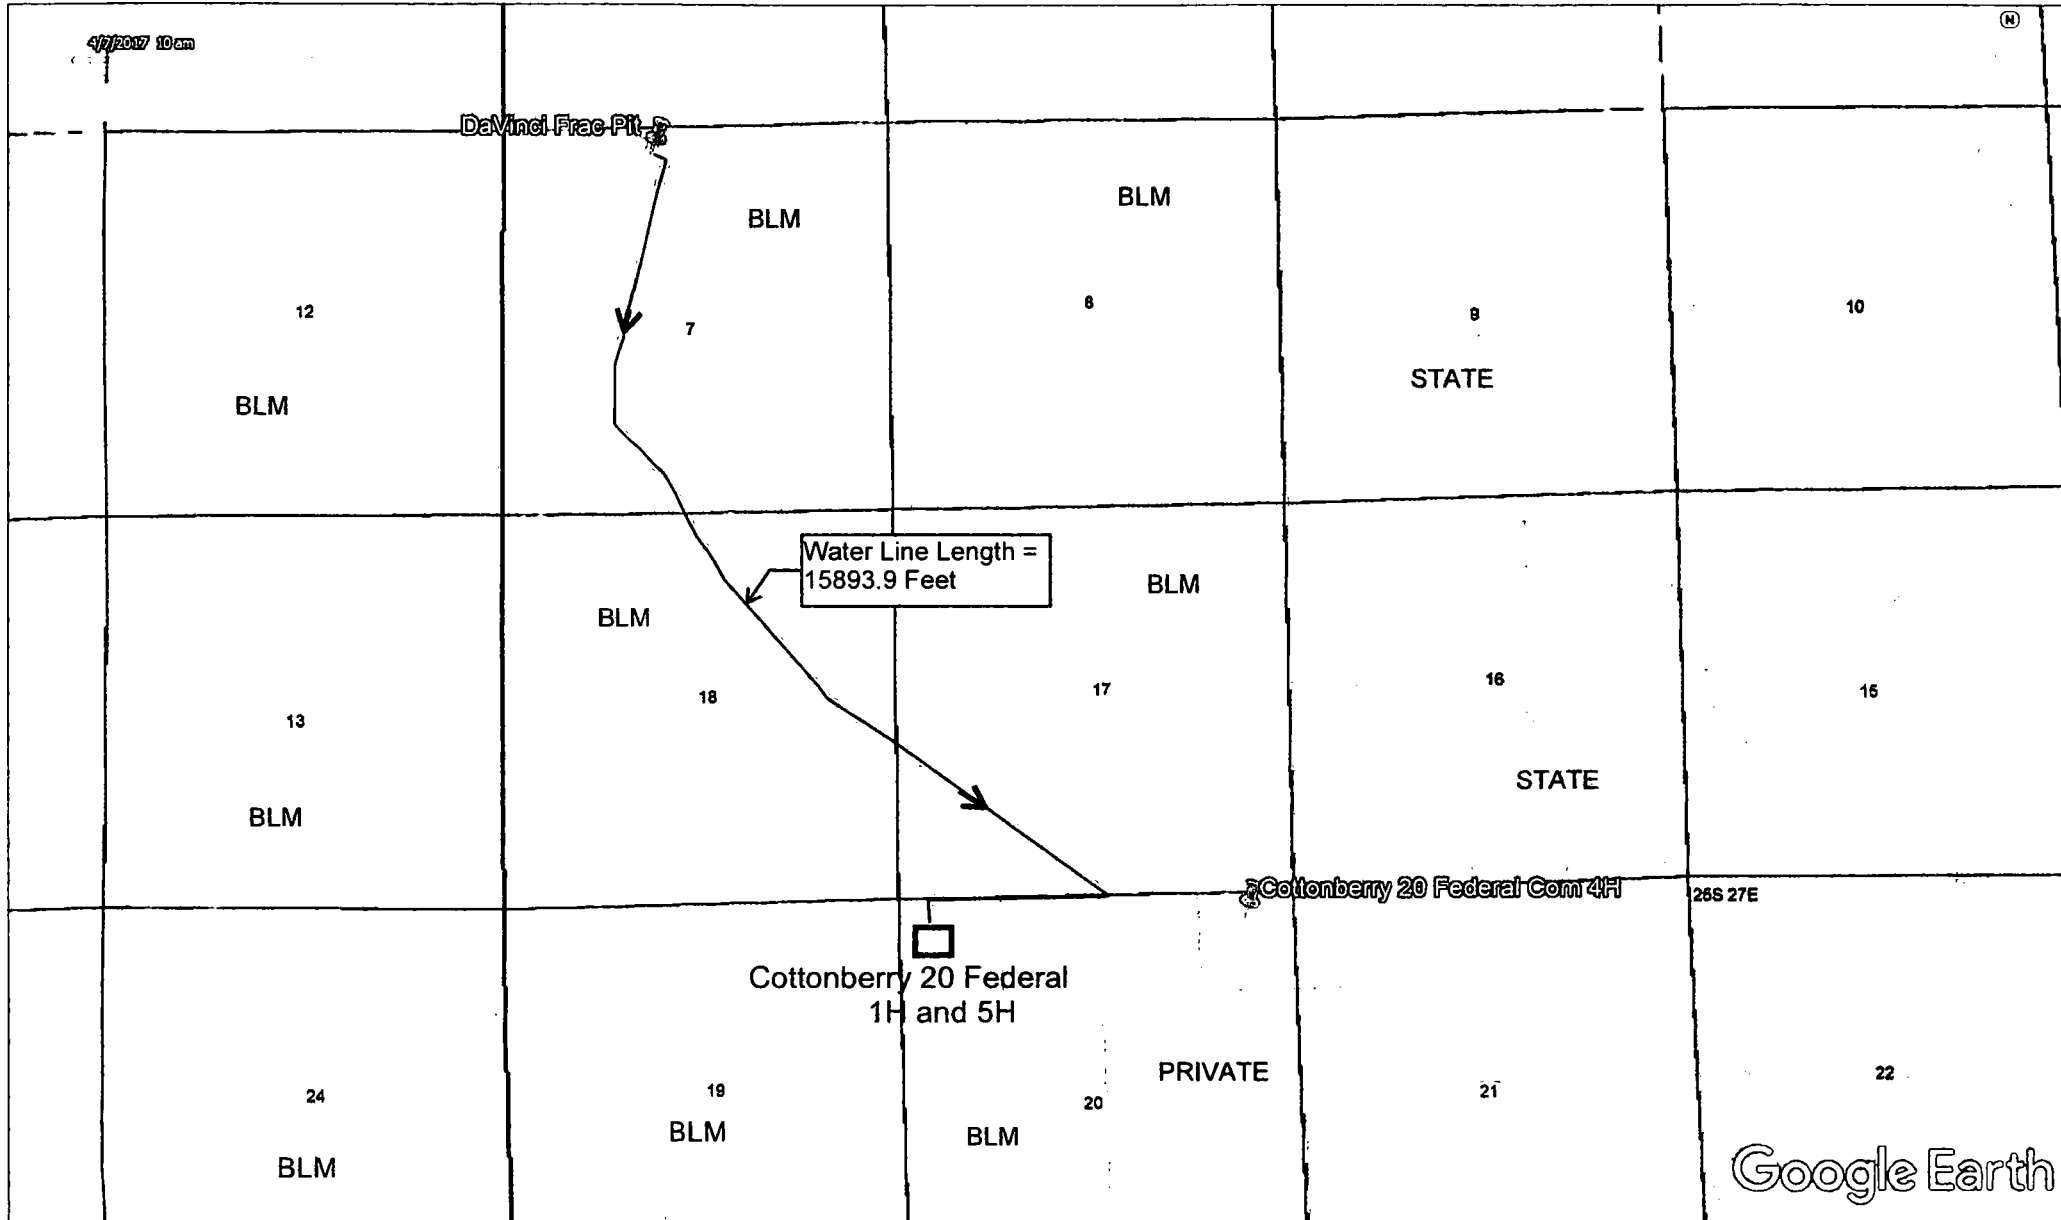 4/7/2017 10 am
N
DaVinci Frac Pit
BLM
BLM
12
7
8
9
10
BLM
STATE
Water Line Length =
15893.9 Feet
BLM
BLM
13
18
17
16
15
BLM
STATE
Cottonberry 20 Federal Com 4H
26S 27E
Cottonberry 20 Federal
1H and 5H
24
19
20
PRIVATE
21
22
BLM
BLM
BLM
Google Earth